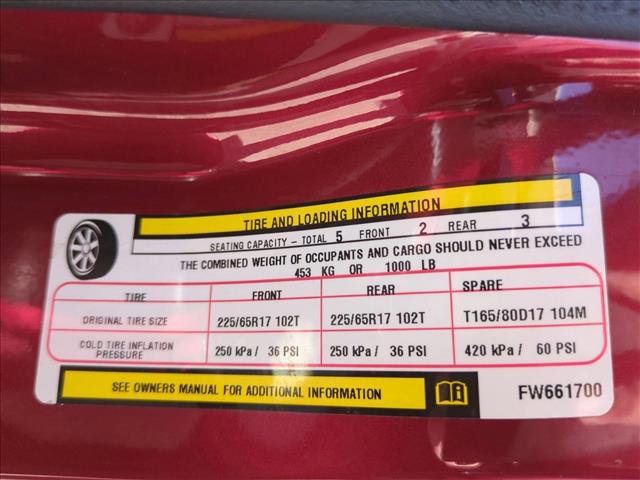 TIRE AND LOADING INFORMATION
SEATING CAPACITY - TOTAL 5 FRONT 2 REAR 3
THE COMBINED WEIGHT OF OCCUPANTS AND CARGO SHOULD NEVER EXCEED
453 KG OR 1000 LB
TIRE FRONT REAR SPARE
ORIGINAL TIRE SIZE 225/65R17 102T 225/65R17 102T T165/80D17 104M
COLD TIRE INFLATION
PRESSURE 250 kPa / 36 PSI 250 kPa / 36 PSI 420 kPa / 60 PSI
SEE OWNERS MANUAL FOR ADDITIONAL INFORMATION FW661700